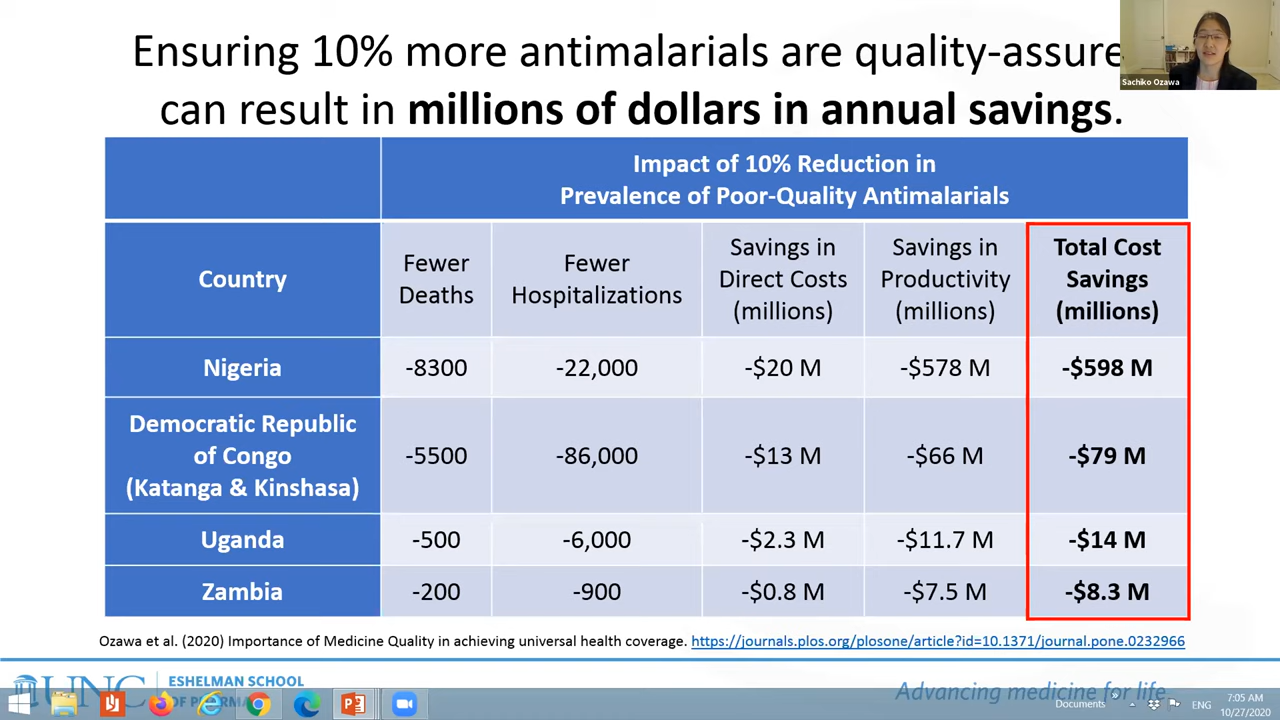 Ensuring 10% more antimalarials are quality-assure
can result in millions of dollars in annual savings.
Sachiko Ozawa
Impact of 10% Reduction in
Prevalence of Poor-Quality Antimalarials
Country
Fewer
Deaths
Fewer
Hospitalizations
Savings in
Direct Costs
(millions)
Savings in
Productivity
(millions)
Total Cost
Savings
(millions)
Nigeria
-8300
-22,000
-$20 M
-$578 M
-$598 M
Democratic Republic
of Congo
(Katanga & Kinshasa)
-5500
-86,000
-$13 M
-$66 M
-$79 M
Uganda
-500
-6,000
-$2.3 M
-$11.7 M
-$14 M
Zambia
-200
-900
-$0.8 M
-$7.5 M
-$8.3 M
Ozawa et al. (2020) Importance of Medicine Quality in achieving universal health coverage. https://journals.plos.org/plosone/article?id=10.1371/journal.pone.0232966
UNC
ESHELMAN SCHOOL
Advancing medicine for life
Documents
ENG
7:05 AM
10/27/2020